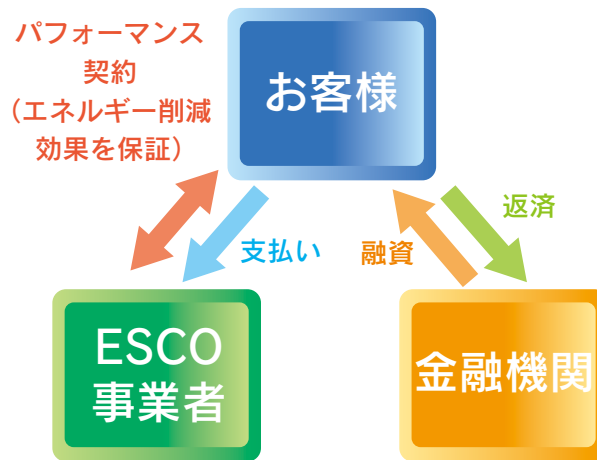 パフォーマンス
契約
（エネルギー削減
効果を保証）
お客様
支払い
融資
返済
ESCO
事業者
金融機関